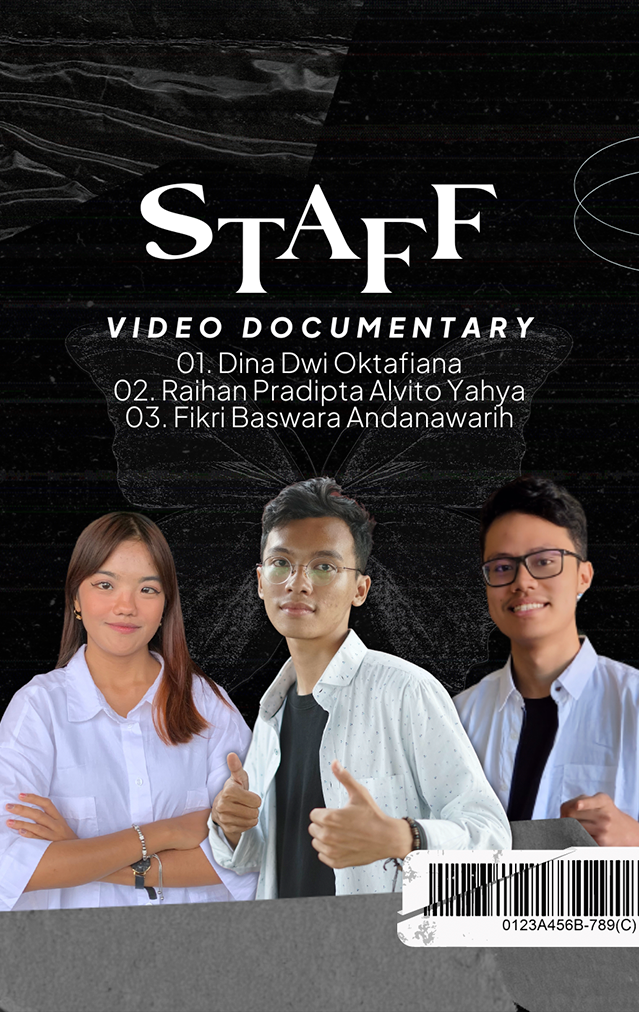 STAFF
VIDEO DOCUMENTARY
01. Dina Dwi Oktafiana
02. Raihan Pradipta Alvito Yahya
03. Fikri Baswara Andanawarih
0123A456B-789(C)